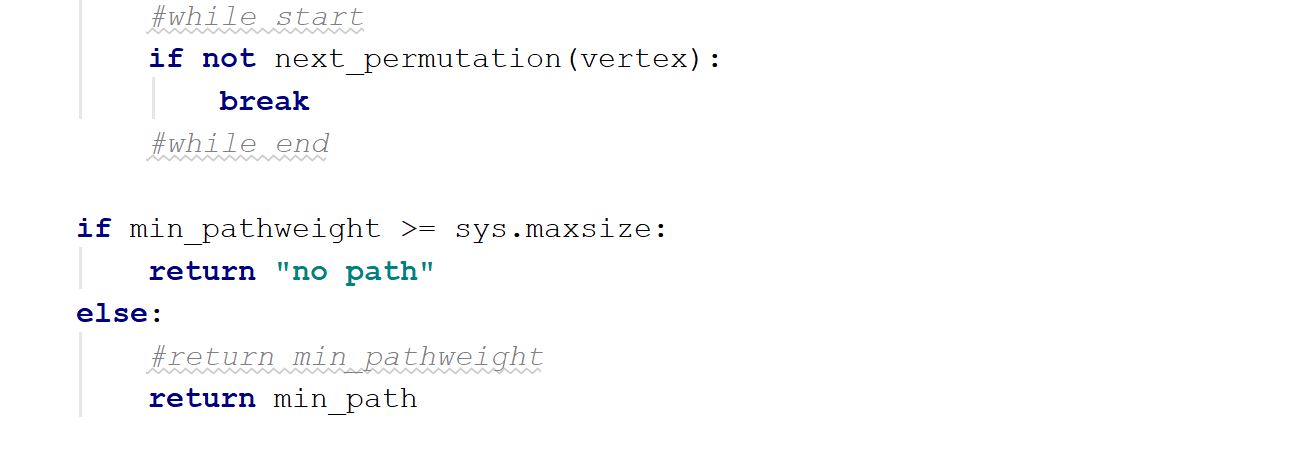 #while start
if not next_permutation(vertex):
break
#while end
if min_pathweight >= sys.maxsize:
return "no path"
else:
#return min_pathweight
return min_path